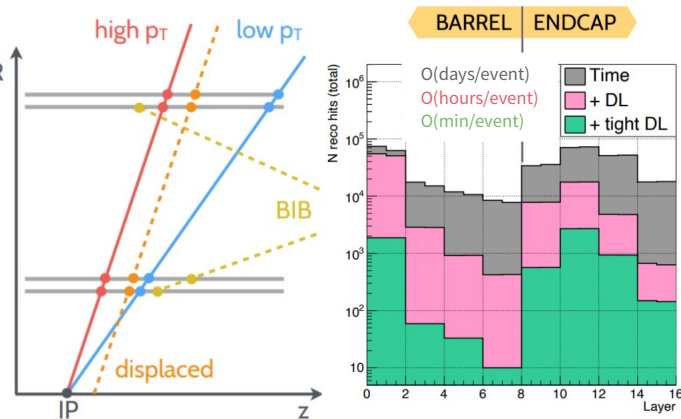 high pT
low pT
R
BIB
displaced
IP
z
BARREL
ENDCAP
O(days/event)
O(hours/event)
O(min/event)
Time
+ DL
+ tight DL
N reco hits (total)
10⁶
10⁵
10⁴
10³
10²
10
0 2 4 6 8 10 12 14 16
Layer